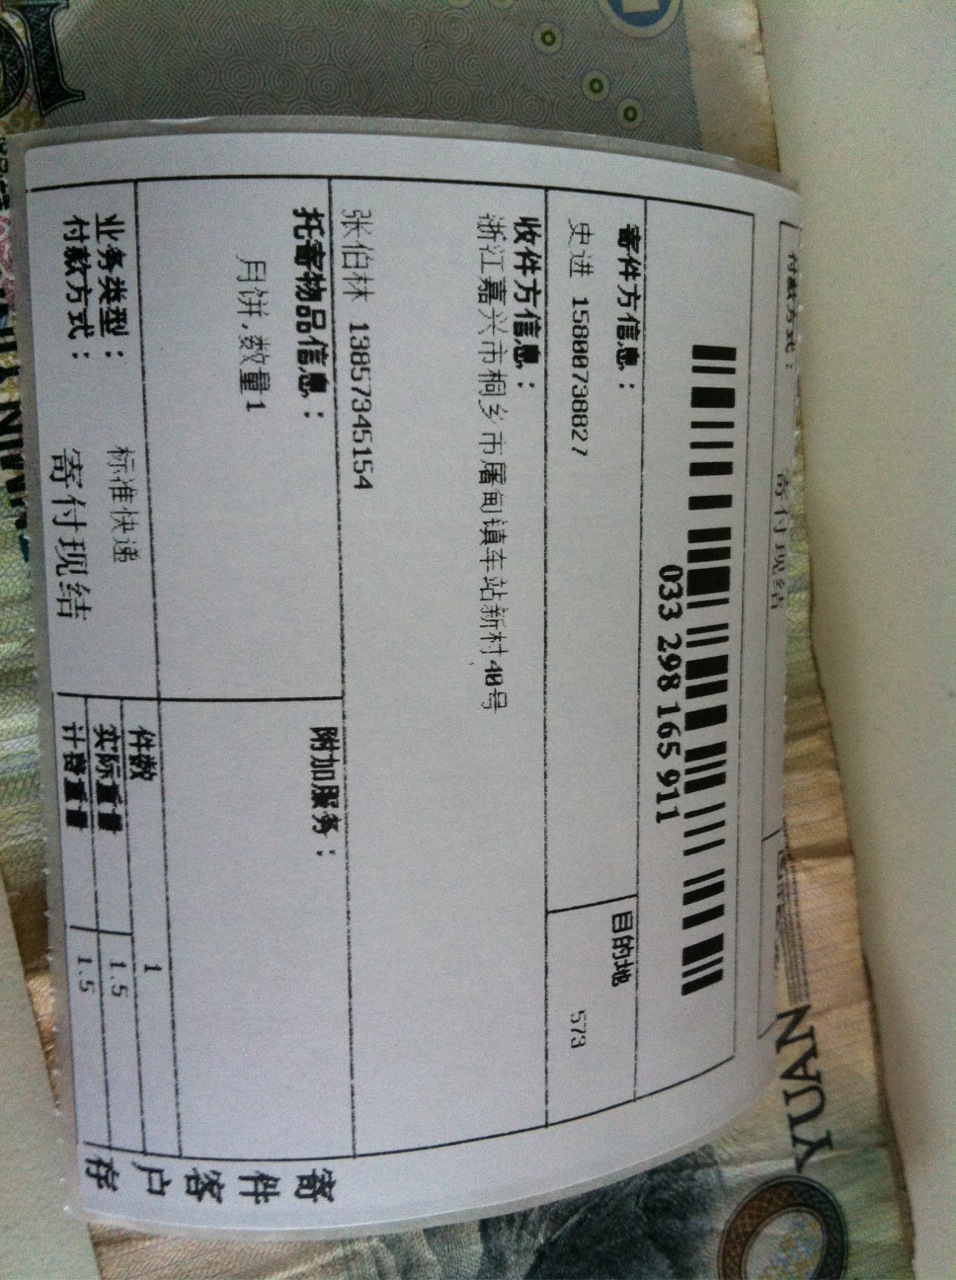 付款方式：
寄付现结
033 298 165 911
寄件方信息：
目的地
史进 15800738827
573
收件方信息：
浙江嘉兴市桐乡市屠甸镇车站新村40号
张伯林 13857345154
托寄物品信息：
附加服务：
月饼,数量1
业务类型：
标准快递
付款方式：
寄付现结
件数
1
实际重量
1.5
计费重量
1.5
寄件客户存
YUAN